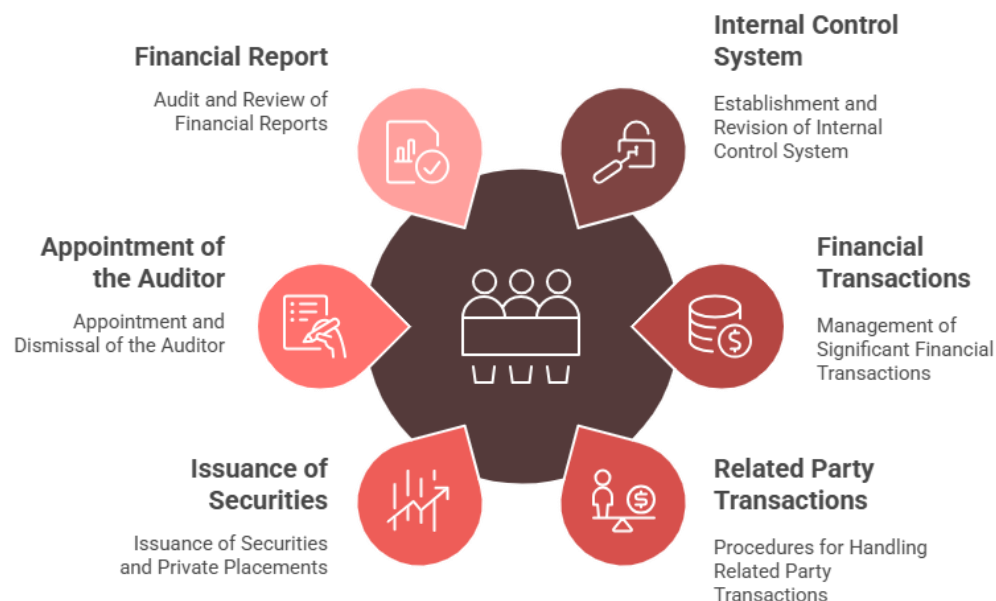 Financial Report
Audit and Review of
Financial Reports
Internal Control
System
Establishment and
Revision of Internal
Control System
Appointment of
the Auditor
Appointment and
Dismissal of the Auditor
Financial
Transactions
Management of
Significant Financial
Transactions
Issuance of
Securities
Issuance of Securities
and Private Placements
Related Party
Transactions
Procedures for Handling
Related Party
Transactions